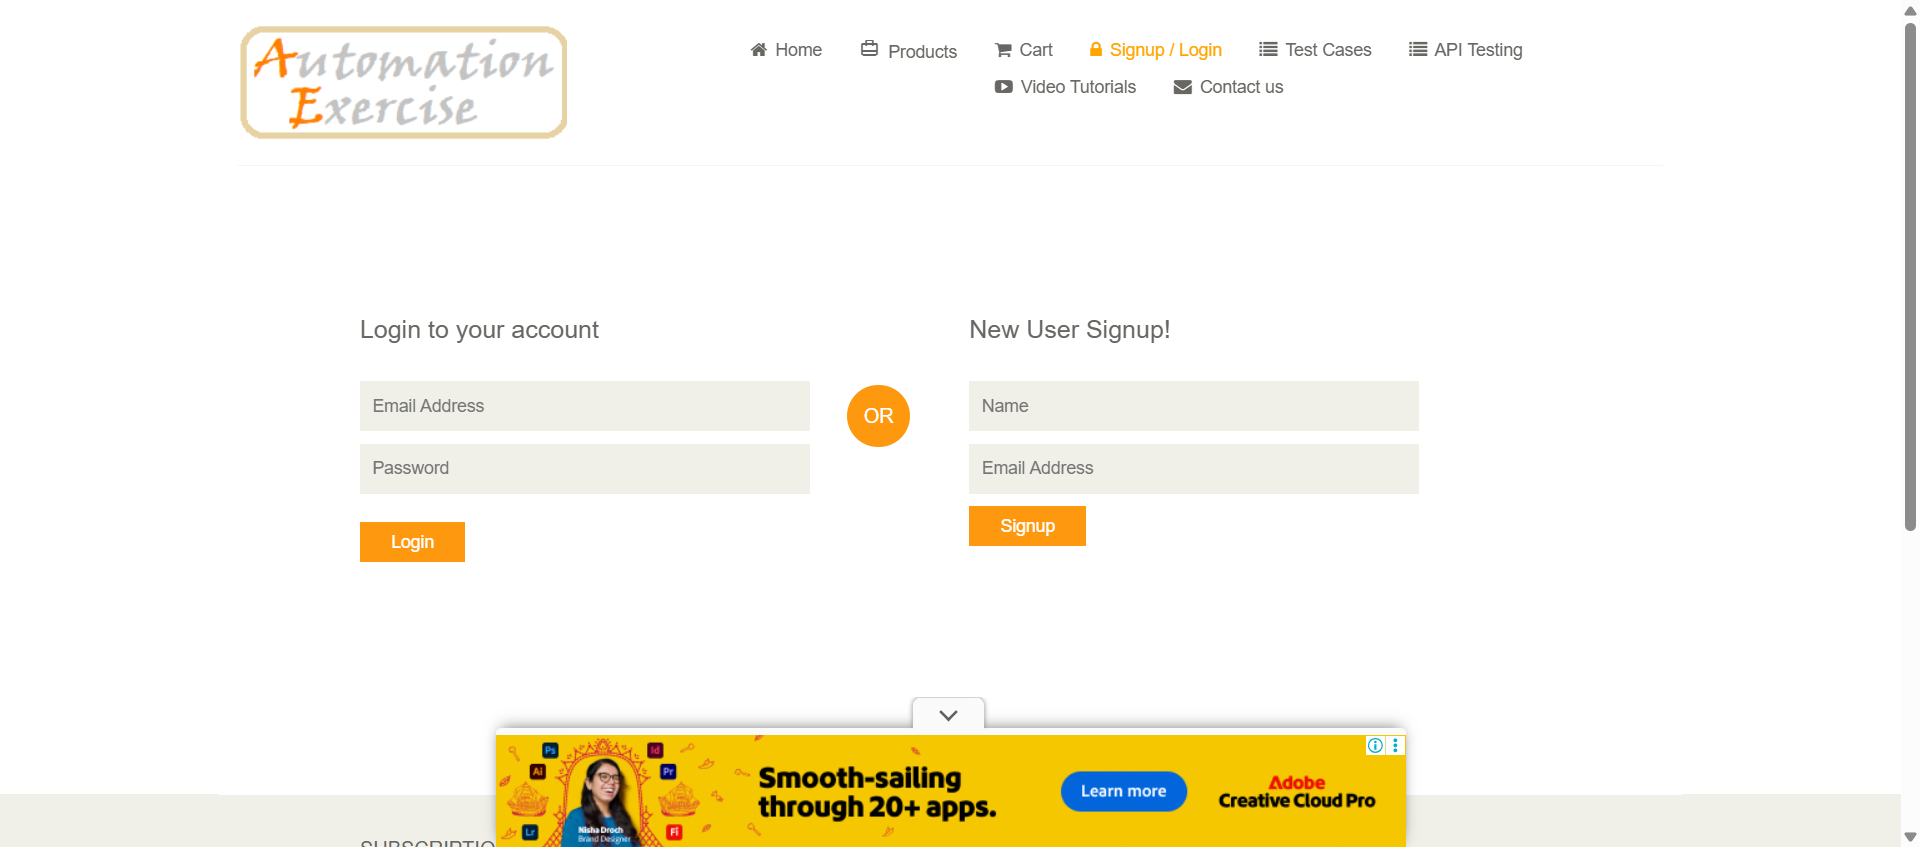 Automation
Exercise
Home
Products
Cart
Signup / Login
Test Cases
API Testing
Video Tutorials
Contact us
Login to your account
New User Signup!
Email Address
OR
Name
Password
Email Address
Login
Signup
Ps
Id
Ai
Pr
Smooth-sailing
through 20+ apps.
Learn more
Adobe
Creative Cloud Pro
Lr
Nisha Droch
Brand Designer
Fi
SUBSCRIPTIO